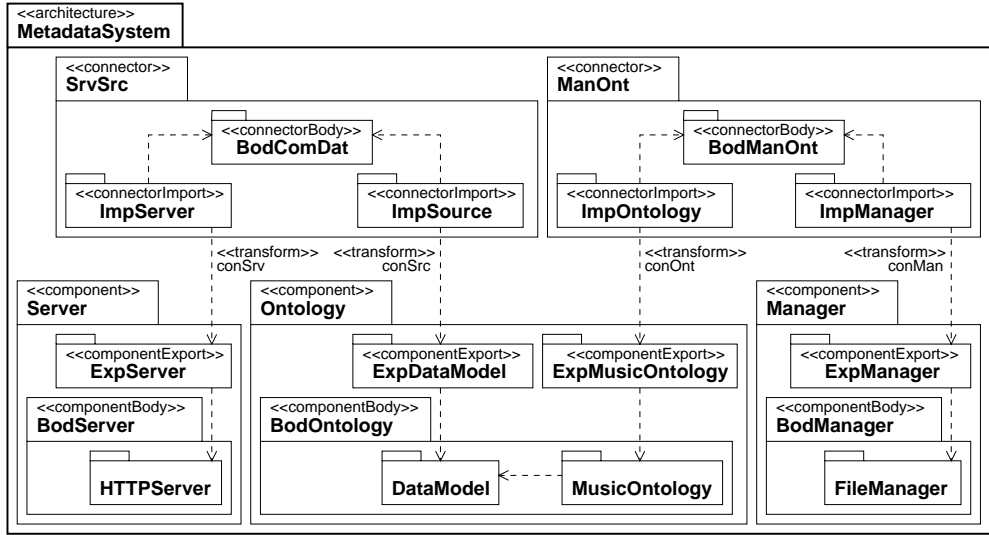 <<architecture>>
MetadataSystem
<<connector>>
SrvSrc
<<connectorBody>>
BodComDat
<<connectorImport>>
ImpServer
<<connectorImport>>
ImpSource
<<connector>>
ManOnt
<<connectorBody>>
BodManOnt
<<connectorImport>>
ImpOntology
<<connectorImport>>
ImpManager
<<transform>>
conSrv
<<transform>>
conSrc
<<transform>>
conOnt
<<transform>>
conMan
<<component>>
Server
<<componentExport>>
ExpServer
<<componentBody>>
BodServer
HTTPServer
<<component>>
Ontology
<<componentExport>>
ExpDataModel
<<componentExport>>
ExpMusicOntology
<<componentBody>>
BodOntology
DataModel
MusicOntology
<<component>>
Manager
<<componentExport>>
ExpManager
<<componentBody>>
BodManager
FileManager